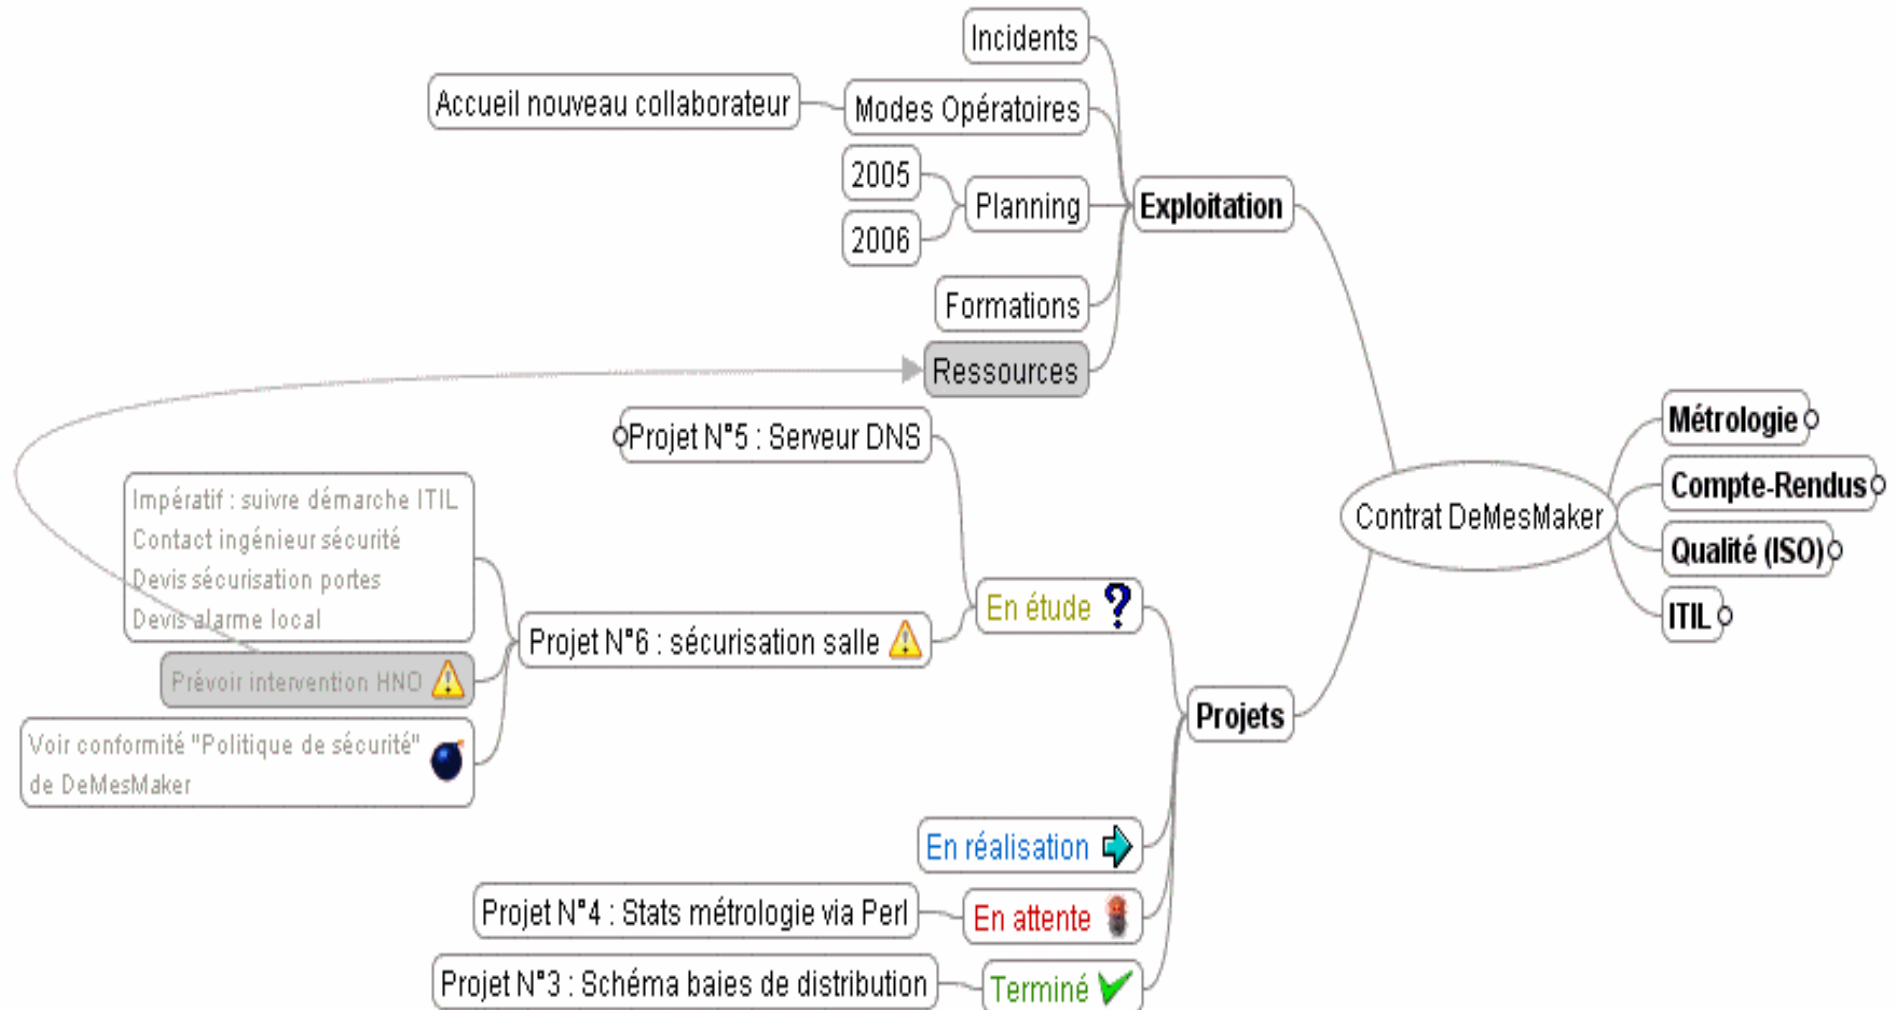 Incidents
Accueil nouveau collaborateur
Modes Opératoires
2005
Planning
2006
Exploitation
Formations
Ressources
Projet N°5 : Serveur DNS
Impératif : suivre démarche ITIL
Contact ingénieur sécurité
Devis sécurisation portes
Devis alarme local
Projet N°6 : sécurisation salle
En étude
Prévoir intervention HNO
Voir conformité "Politique de sécurité"
de DeMesMaker
Projets
En réalisation
Projet N°4 : Stats métrologie via Perl
En attente
Projet N°3 : Schéma baies de distribution
Terminé
Contrat DeMesMaker
Métrologie
Compte-Rendus
Qualité (ISO)
ITIL